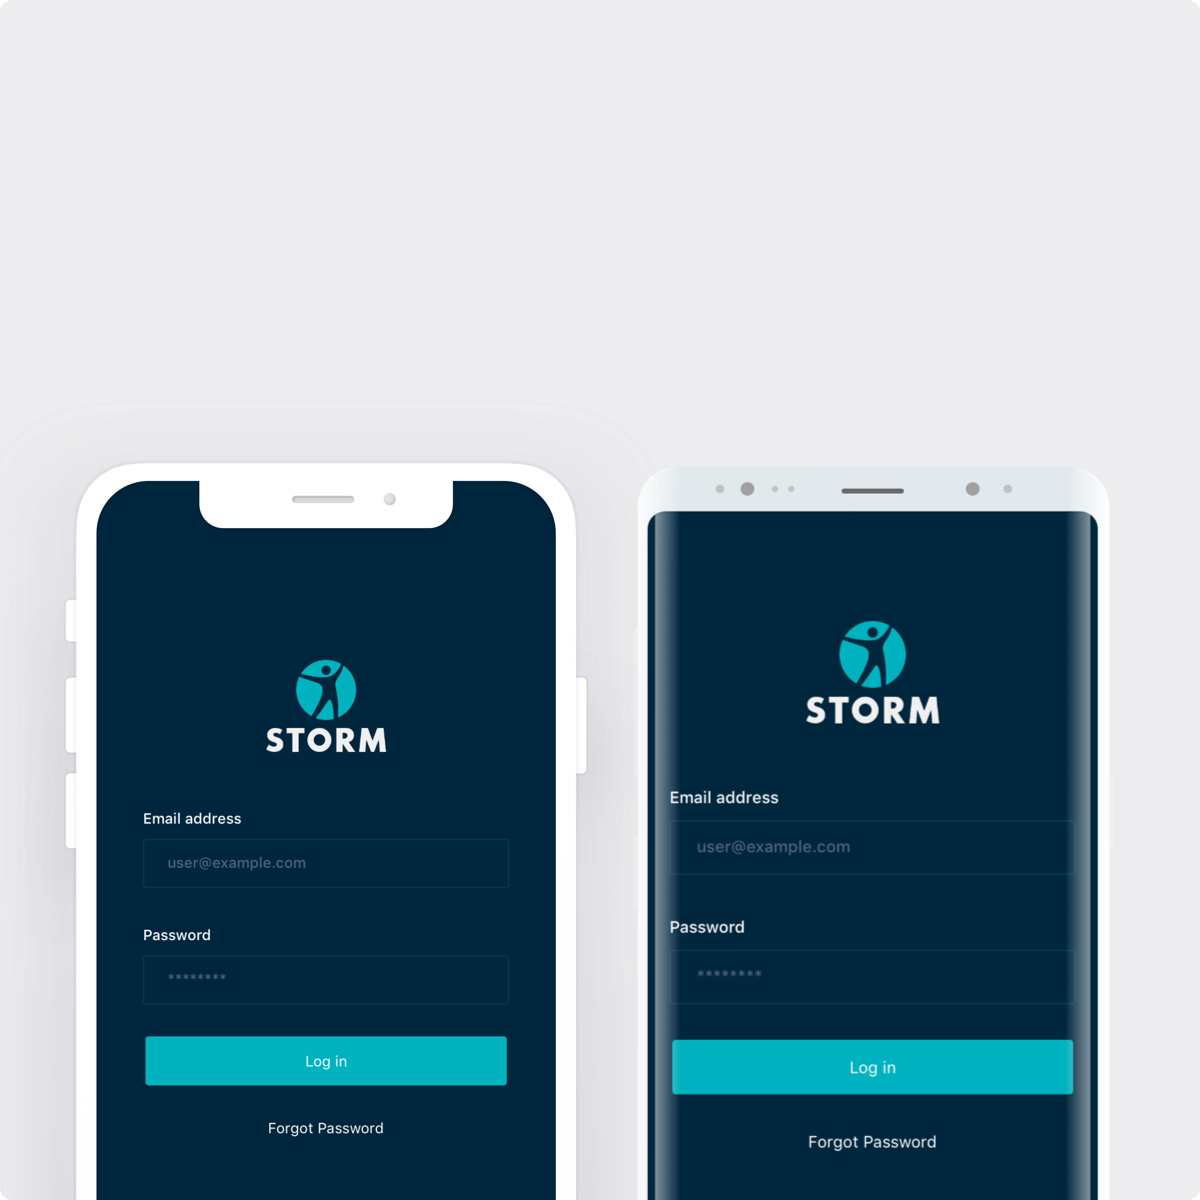 STORM
Email address
user@example.com
Password
********
Log in
Forgot Password
STORM
Email address
user@example.com
Password
********
Log in
Forgot Password